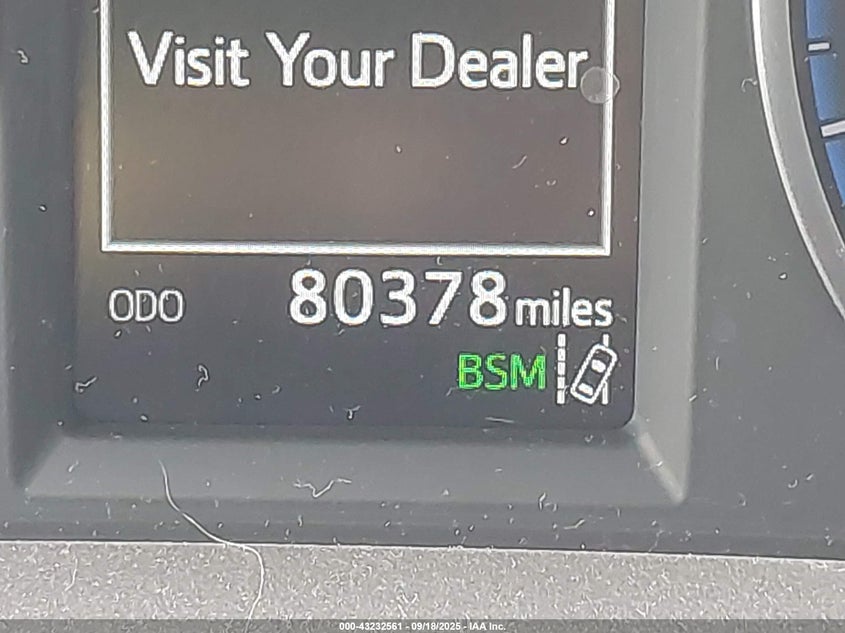 Visit Your Dealer
ODO 80378 miles
BSM
000-43232561 - 09/18/2025 - IAA Inc.